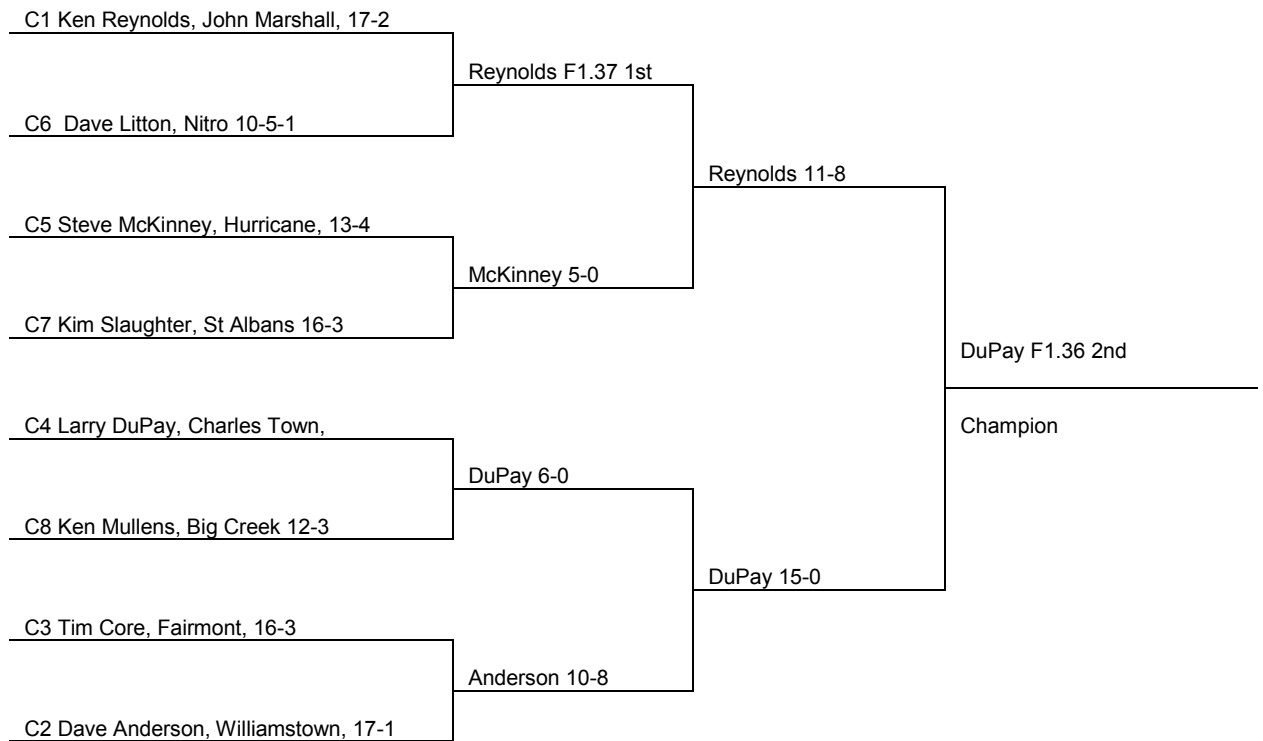 C1 Ken Reynolds, John Marshall, 17-2
Reynolds F1.37 1st
C6  Dave Litton, Nitro 10-5-1
Reynolds 11-8
C5 Steve McKinney, Hurricane, 13-4
McKinney 5-0
C7 Kim Slaughter, St Albans 16-3
DuPay F1.36 2nd
C4 Larry DuPay, Charles Town,
Champion
DuPay 6-0
C8 Ken Mullens, Big Creek 12-3
DuPay 15-0
C3 Tim Core, Fairmont, 16-3
Anderson 10-8
C2 Dave Anderson, Williamstown, 17-1